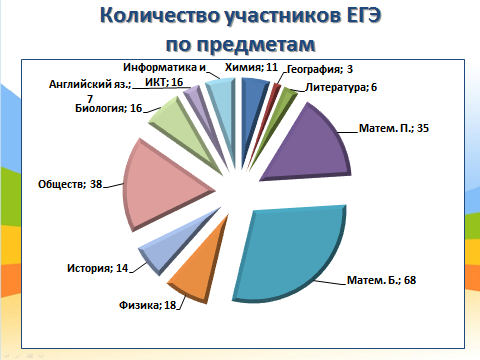 Количество участников ЕГЭ
по предметам
Химия; 11
География; 3
Литература; 6
Матем. П.; 35
Матем. Б.; 68
Физика; 18
История; 14
Обществ; 38
Биология; 16
Английский яз.;
7
Информатика и
ИКТ; 16